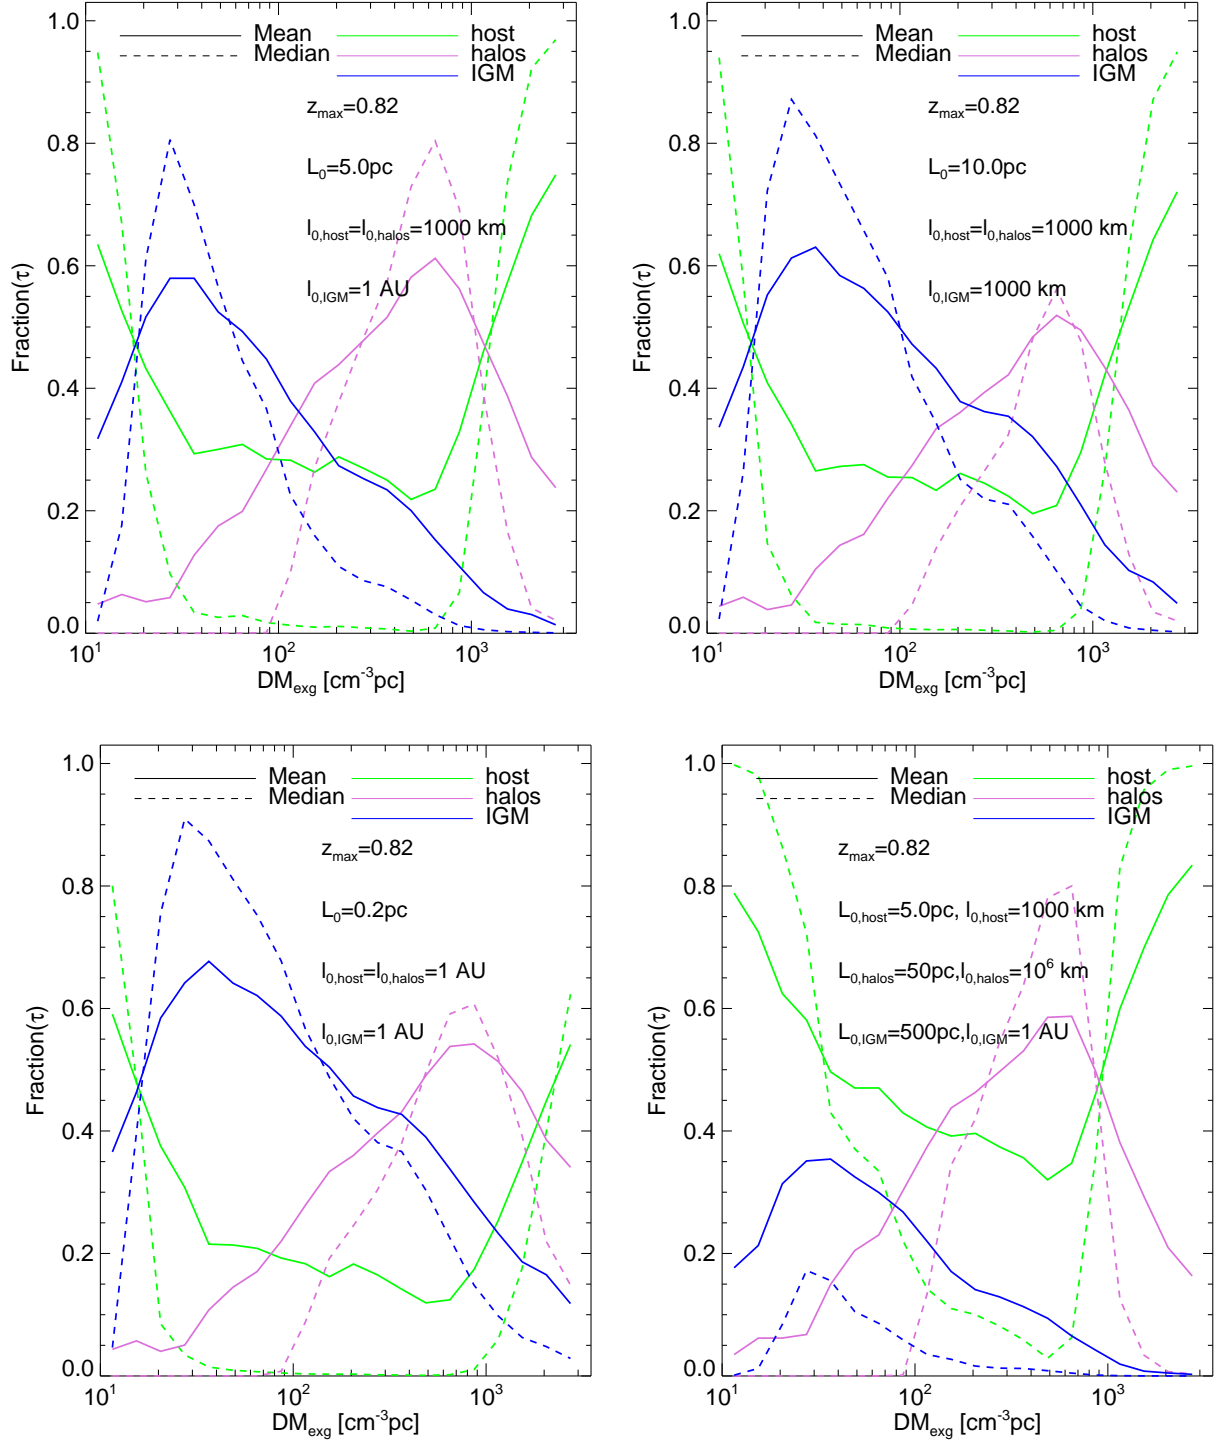 Mean
Median
host
halos
IGM
z_max=0.82
L_0=5.0pc
l_0,host=l_0,halos=1000 km
l_0,IGM=1 AU
Fraction(τ)
1.0
0.8
0.6
0.4
0.2
0.0
10^1
10^2
10^3
DM_exg [cm^-3pc]
Mean
Median
host
halos
IGM
z_max=0.82
L_0=10.0pc
l_0,host=l_0,halos=1000 km
l_0,IGM=1000 km
Fraction(τ)
1.0
0.8
0.6
0.4
0.2
0.0
10^1
10^2
10^3
DM_exg [cm^-3pc]
Mean
Median
host
halos
IGM
z_max=0.82
L_0=0.2pc
l_0,host=l_0,halos=1 AU
l_0,IGM=1 AU
Fraction(τ)
1.0
0.8
0.6
0.4
0.2
0.0
10^1
10^2
10^3
DM_exg [cm^-3pc]
Mean
Median
host
halos
IGM
z_max=0.82
L_0,host=5.0pc, l_0,host=1000 km
L_0,halos=50pc,l_0,halos=10^6 km
L_0,IGM=500pc,l_0,IGM=1 AU
Fraction(τ)
1.0
0.8
0.6
0.4
0.2
0.0
10^1
10^2
10^3
DM_exg [cm^-3pc]